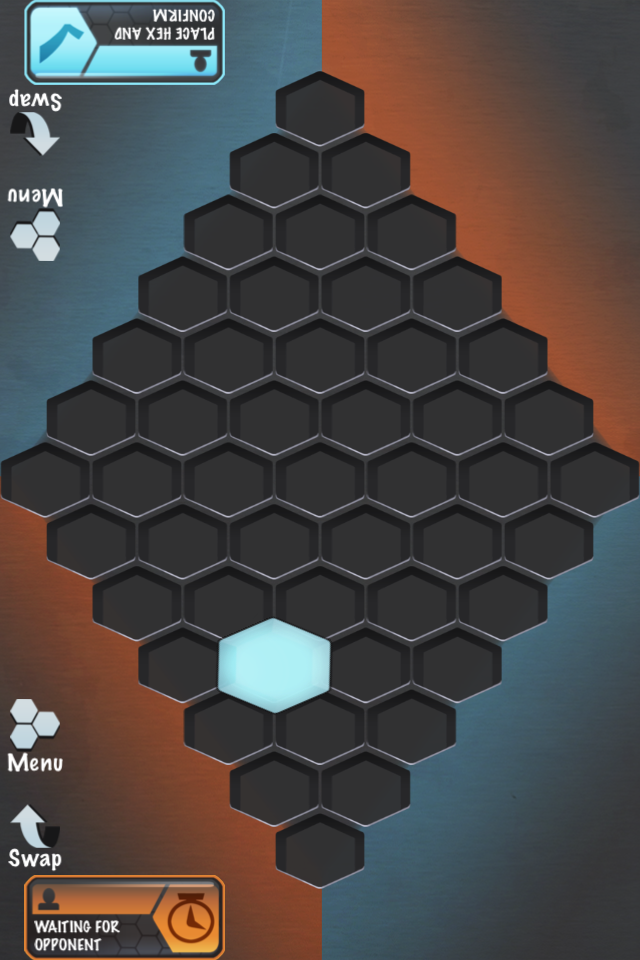 PLACE HEX AND
CONFIRM
Swap
Menu
Menu
Swap
WAITING FOR
OPPONENT